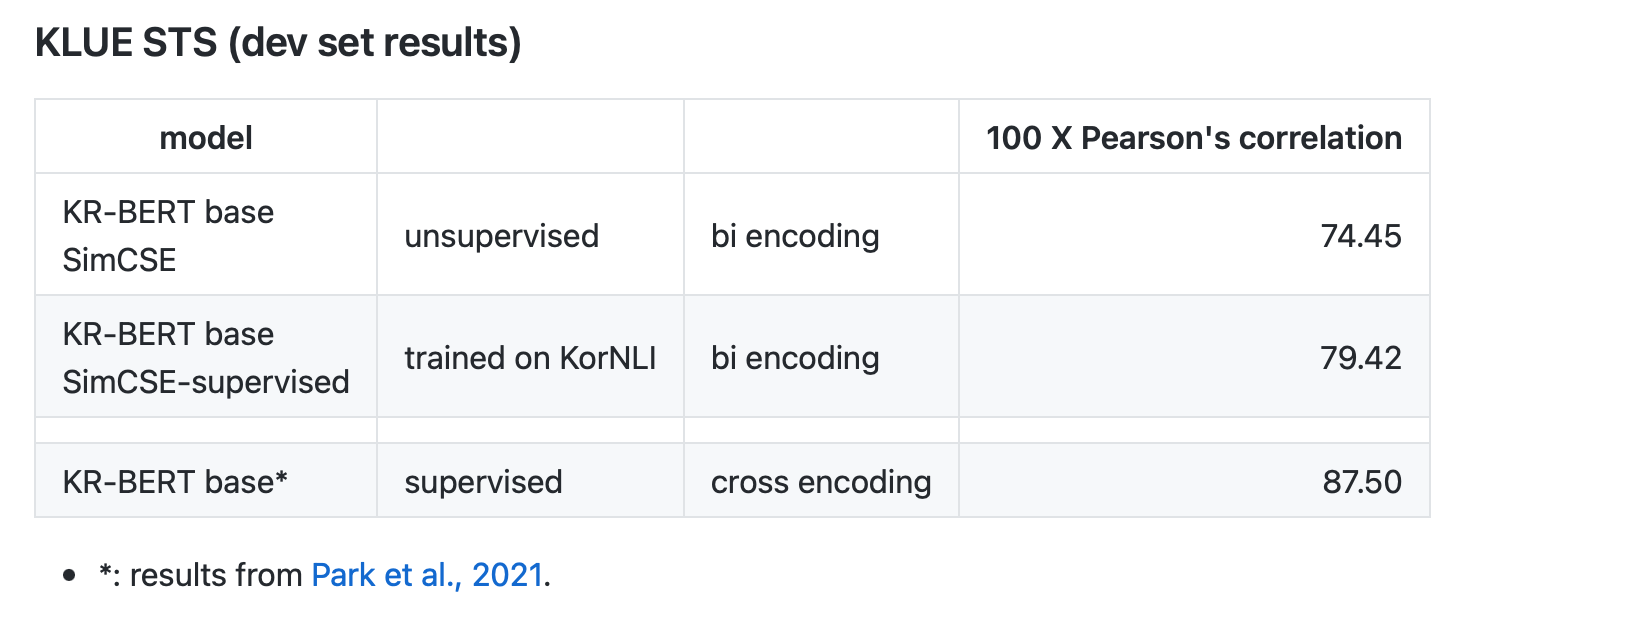 KLUE STS (dev set results)
model 100 X Pearson's correlation
KR-BERT base
SimCSE
unsupervised bi encoding 74.45
KR-BERT base
SimCSE-supervised
trained on KorNLI bi encoding 79.42
KR-BERT base* supervised cross encoding 87.50
• *: results from Park et al., 2021.